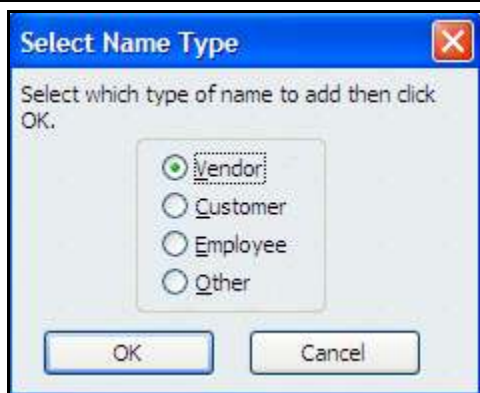 Select Name Type
Select which type of name to add then click
OK.
Vendor
Customer
Employee
Other
OK Cancel